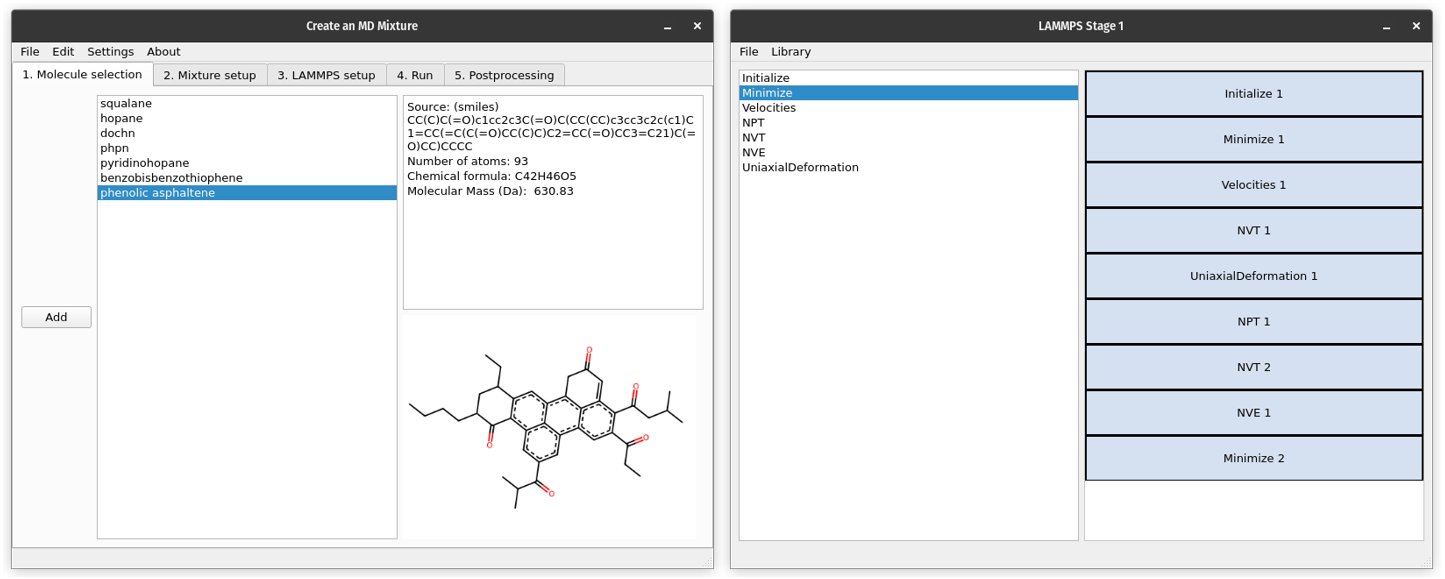 Create an MD Mixture
File Edit Settings About
1. Molecule selection 2. Mixture setup 3. LAMMPS setup 4. Run 5. Postprocessing
Add
squalane
hopane
dochn
phpn
pyridinohopane
benzobisbenzothiophene
phenolic asphaltene
Source: (smiles)
CC(C)C(=O)c1cc2c3C(=O)C(CC(CC)c3cc3c2c(c1)C
1=CC(=C(C(=O)CC(C)C)C2=CC(=O)CC3=C21)C(=
O)CC)CCCC
Number of atoms: 93
Chemical formula: C42H46O5
Molecular Mass (Da): 630.83
O
O
O
O
O
LAMMPS Stage 1
File Library
Initialize
Minimize
Velocities
NPT
NVT
NVE
UniaxialDeformation
Initialize 1
Minimize 1
Velocities 1
NVT 1
UniaxialDeformation 1
NPT 1
NVT 2
NVE 1
Minimize 2